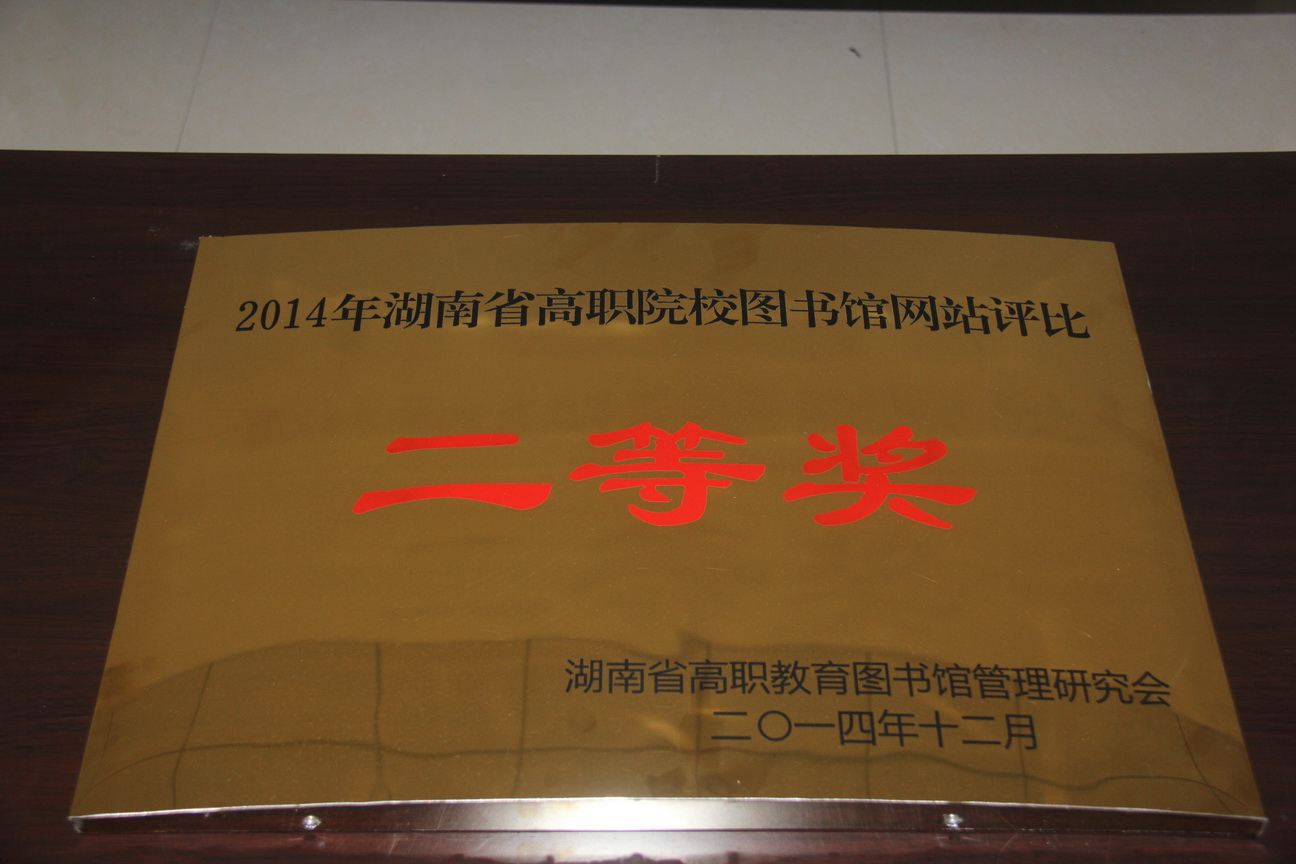 2014年湖南省高职院校图书馆网站评比
二等奖
湖南省高职教育图书馆管理研究会
二〇一四年十二月